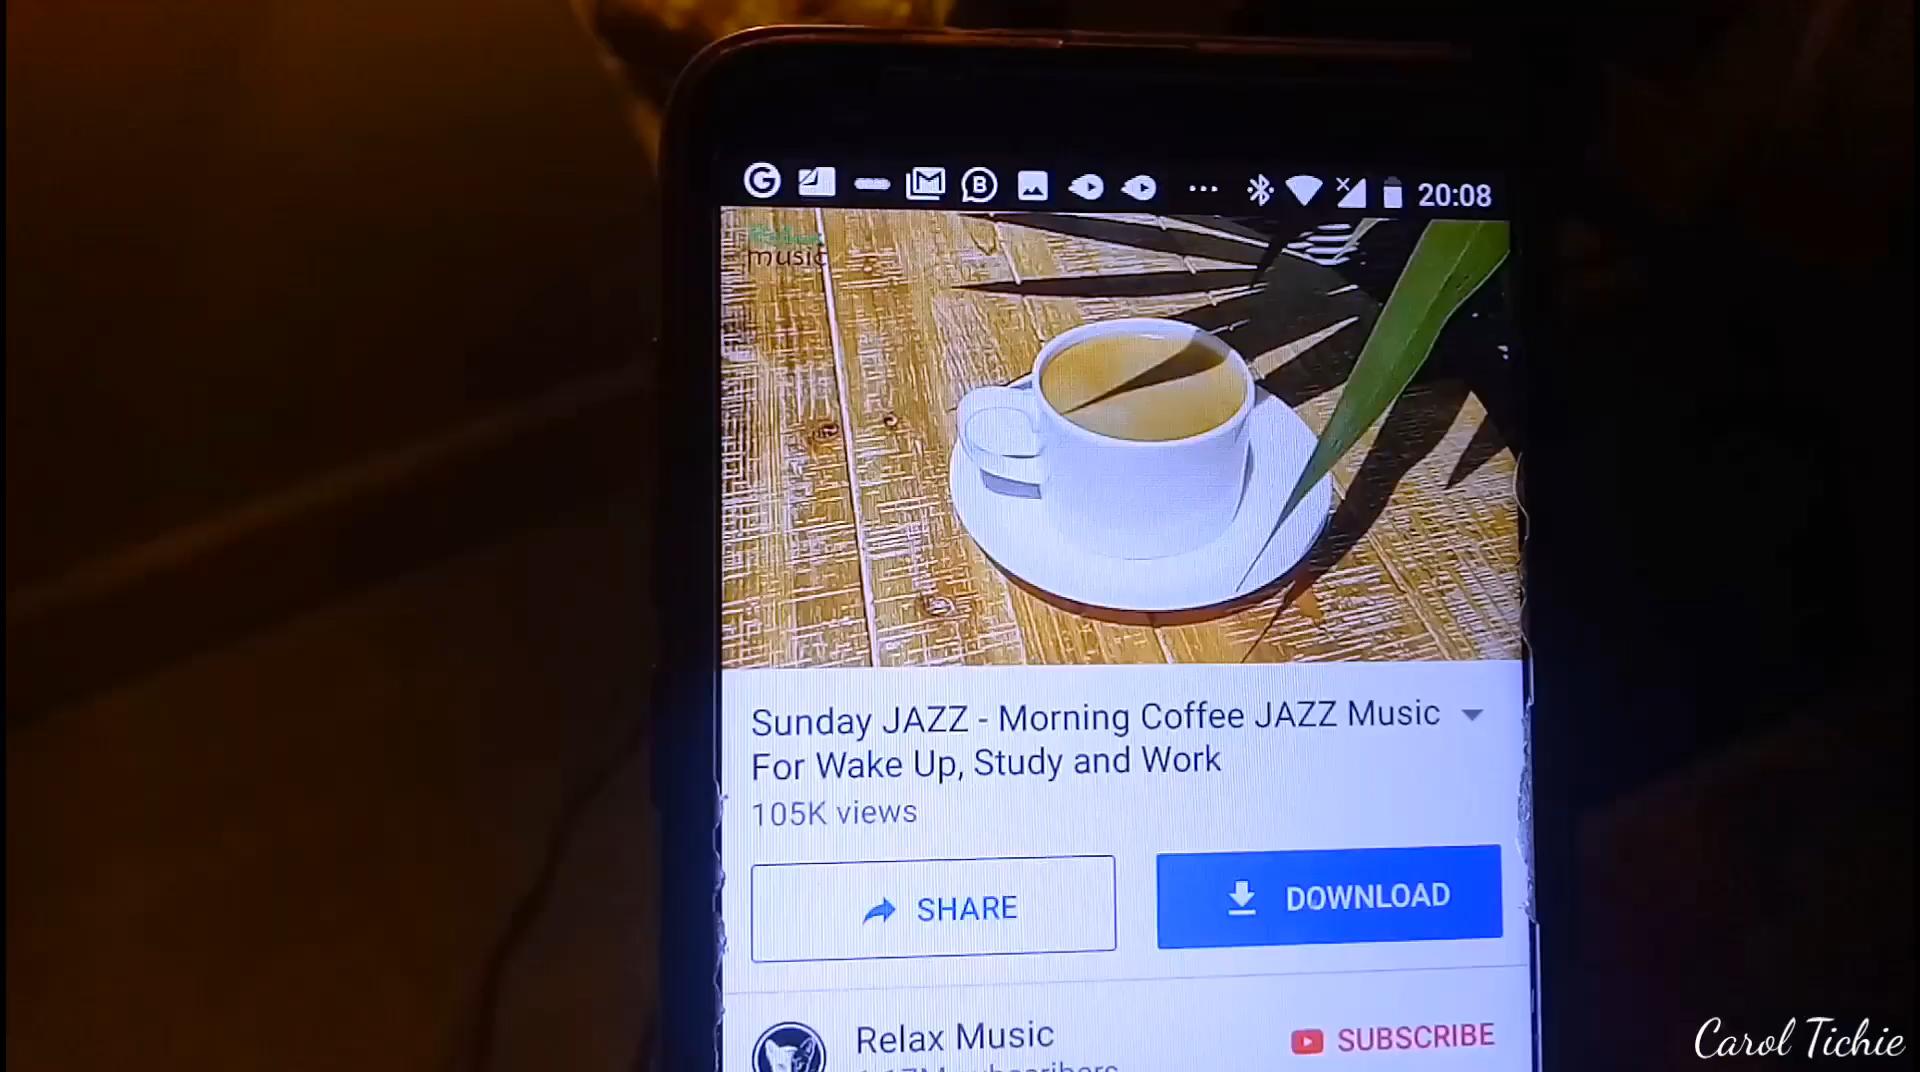 20:08
music
Sunday JAZZ - Morning Coffee JAZZ Music
For Wake Up, Study and Work
105K views
SHARE
DOWNLOAD
Relax Music
SUBSCRIBE
Carol Tichie